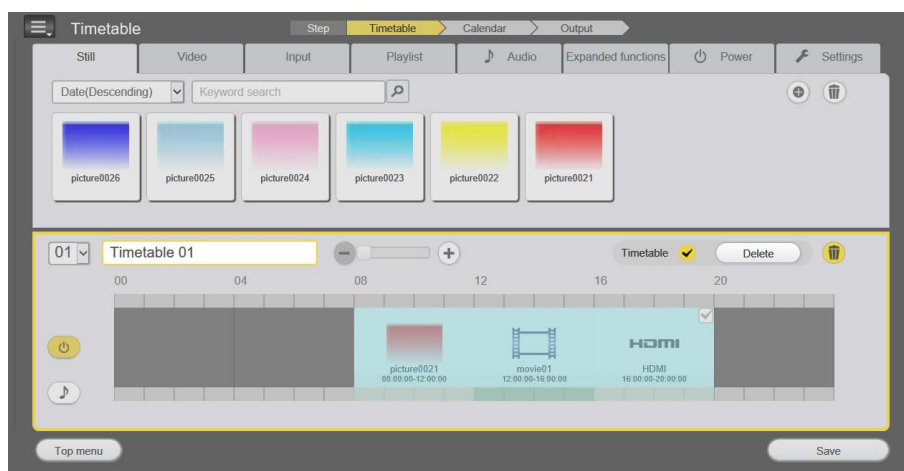 Timetable
Step Timetable Calendar Output
Still Video Input Playlist Audio Expanded functions Power Settings
Date(Descending) Keyword search
picture0026 picture0025 picture0024 picture0023 picture0022 picture0021
01 Timetable 01 Timetable Delete
00 04 08 12 16 20
HDMI
picture0021 movie01 HDMI
08:00:00-12:00:00 12:00:00-16:00:00 16:00:00-20:00:00
Top menu Save